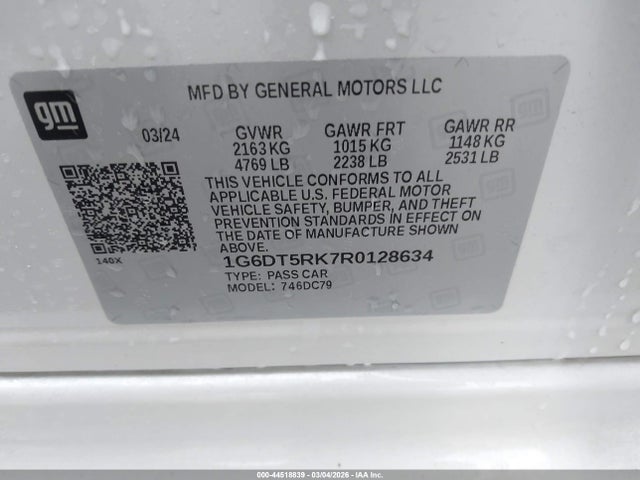 gm
MFD BY GENERAL MOTORS LLC
03/24 GVWR GAWR FRT GAWR RR
2163 KG 1015 KG 1148 KG
4769 LB 2238 LB 2531 LB
THIS VEHICLE CONFORMS TO ALL
APPLICABLE U.S. FEDERAL MOTOR
VEHICLE SAFETY, BUMPER, AND THEFT
PREVENTION STANDARDS IN EFFECT ON
THE DATE OF MANUFACTURE SHOWN
ABOVE.
140X
1G6DT5RK7R0128634
TYPE: PASS CAR
MODEL: 746DC79
000-44518839 - 03/04/2026 - IAA Inc.